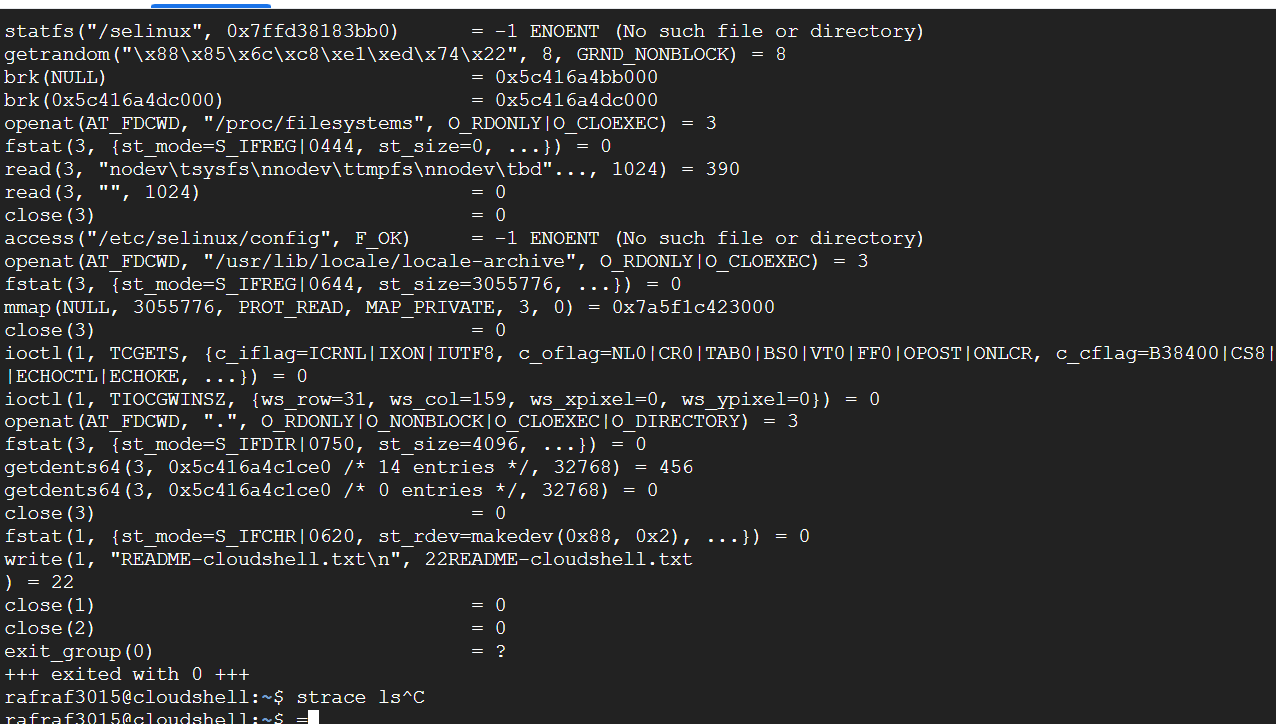 statfs("/selinux", 0x7ffd38183bb0)      = -1 ENOENT (No such file or directory)
getrandom("\x88\x85\x6c\xc8\xe1\xed\x74\x22", 8, GRND_NONBLOCK) = 8
brk(NULL)                               = 0x5c416a4bb000
brk(0x5c416a4dc000)                     = 0x5c416a4dc000
openat(AT_FDCWD, "/proc/filesystems", O_RDONLY|O_CLOEXEC) = 3
fstat(3, {st_mode=S_IFREG|0444, st_size=0, ...}) = 0
read(3, "nodev\tsysfs\nnodev\ttmpfs\nnodev\tbd"..., 1024) = 390
read(3, "", 1024)                       = 0
close(3)                                = 0
access("/etc/selinux/config", F_OK)     = -1 ENOENT (No such file or directory)
openat(AT_FDCWD, "/usr/lib/locale/locale-archive", O_RDONLY|O_CLOEXEC) = 3
fstat(3, {st_mode=S_IFREG|0644, st_size=3055776, ...}) = 0
mmap(NULL, 3055776, PROT_READ, MAP_PRIVATE, 3, 0) = 0x7a5f1c423000
close(3)                                = 0
ioctl(1, TCGETS, {c_iflag=ICRNL|IXON|IUTF8, c_oflag=NL0|CR0|TAB0|BS0|VT0|FF0|OPOST|ONLCR, c_cflag=B38400|CS8|
|ECHOCTL|ECHOKE, ...}) = 0
ioctl(1, TIOCGWINSZ, {ws_row=31, ws_col=159, ws_xpixel=0, ws_ypixel=0}) = 0
openat(AT_FDCWD, ".", O_RDONLY|O_NONBLOCK|O_CLOEXEC|O_DIRECTORY) = 3
fstat(3, {st_mode=S_IFDIR|0750, st_size=4096, ...}) = 0
getdents64(3, 0x5c416a4c1ce0 /* 14 entries */, 32768) = 456
getdents64(3, 0x5c416a4c1ce0 /* 0 entries */, 32768) = 0
close(3)                                = 0
fstat(1, {st_mode=S_IFCHR|0620, st_rdev=makedev(0x88, 0x2), ...}) = 0
write(1, "README-cloudshell.txt\n", 22README-cloudshell.txt
) = 22
close(1)                                = 0
close(2)                                = 0
exit_group(0)                           = ?
+++ exited with 0 +++
rafraf3015@cloudshell:~$ strace ls^C
rafraf3015@cloudshell:~$ =